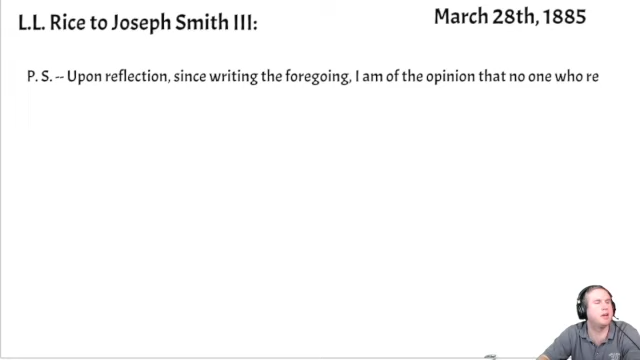 L.L. Rice to Joseph Smith III:
March 28th, 1885
P. S. -- Upon reflection, since writing the foregoing, I am of the opinion that no one who re